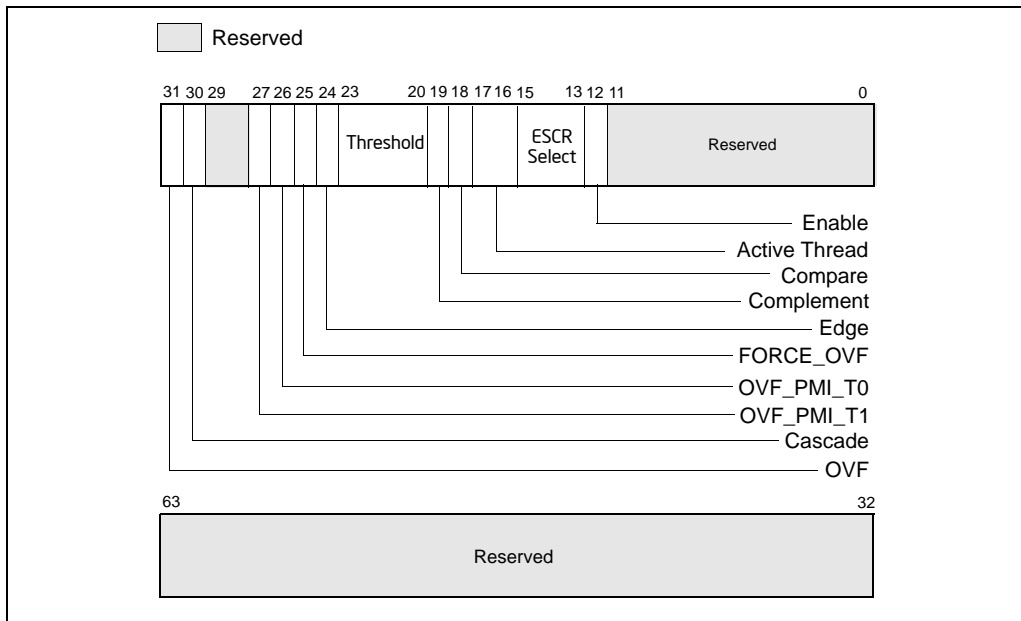 Reserved
31 30 29 27 26 25 24 23 20 19 18 17 16 15 13 12 11 0
Threshold
ESCR
Select
Reserved
Enable
Active Thread
Compare
Complement
Edge
FORCE_OVF
OVF_PMI_T0
OVF_PMI_T1
Cascade
OVF
63 32
Reserved